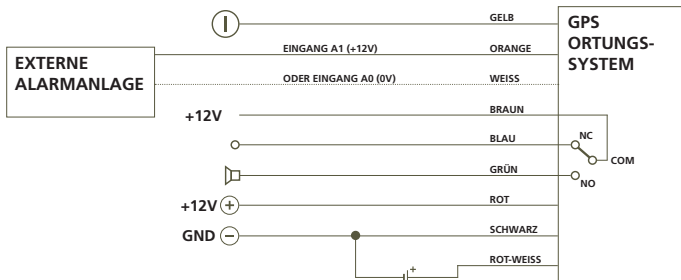 GELB
GPS
ORTUNGS-
SYSTEM
EXTERNE
ALARMANLAGE
EINGANG A1 (+12V)
ORANGE
ODER EINGANG A0 (0V)
WEISS
+12V
BRAUN
BLAU
NC
COM
GRÜN
NO
+12V
ROT
GND
SCHWARZ
+
ROT-WEISS